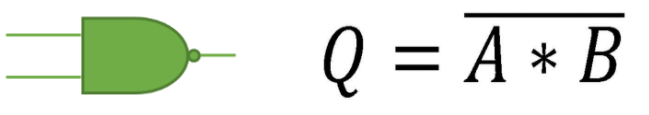 Q = \overline{A * B}